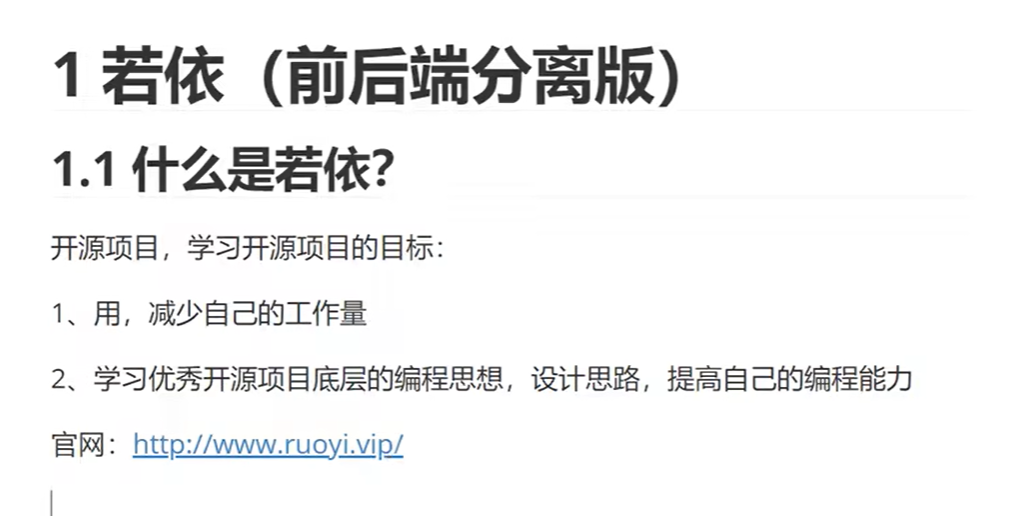 1 若依（前后端分离版）
1.1 什么是若依？
开源项目，学习开源项目的目标：
1、用，减少自己的工作量
2、学习优秀开源项目底层的编程思想，设计思路，提高自己的编程能力
官网：http://www.ruoyi.vip/